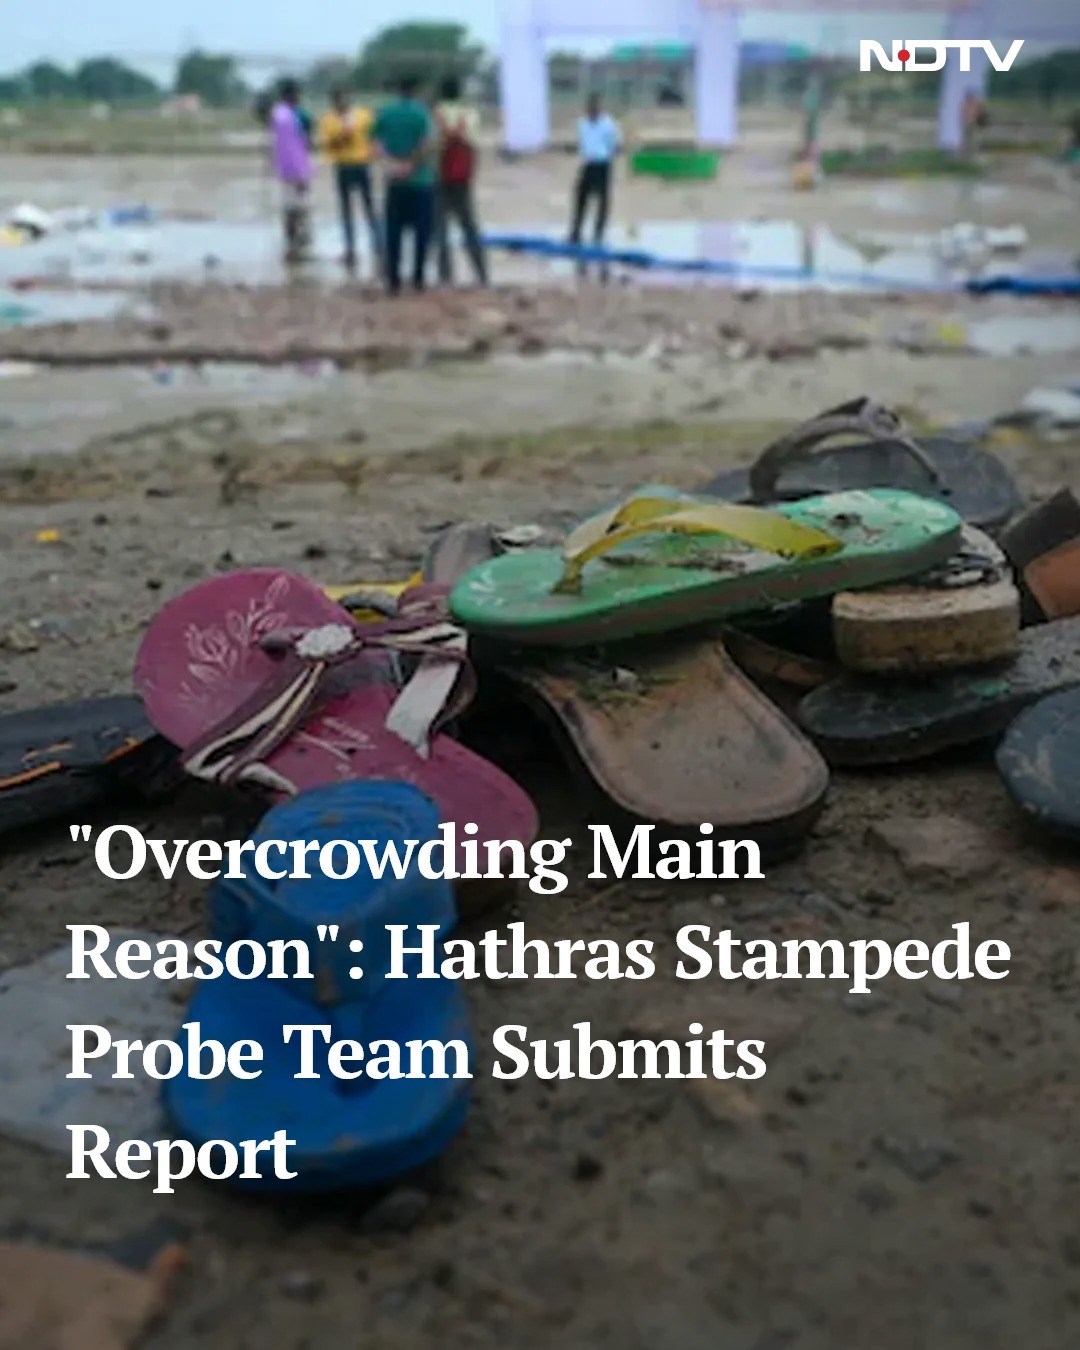 NDTV
"Overcrowding Main
Reason": Hathras Stampede
Probe Team Submits
Report